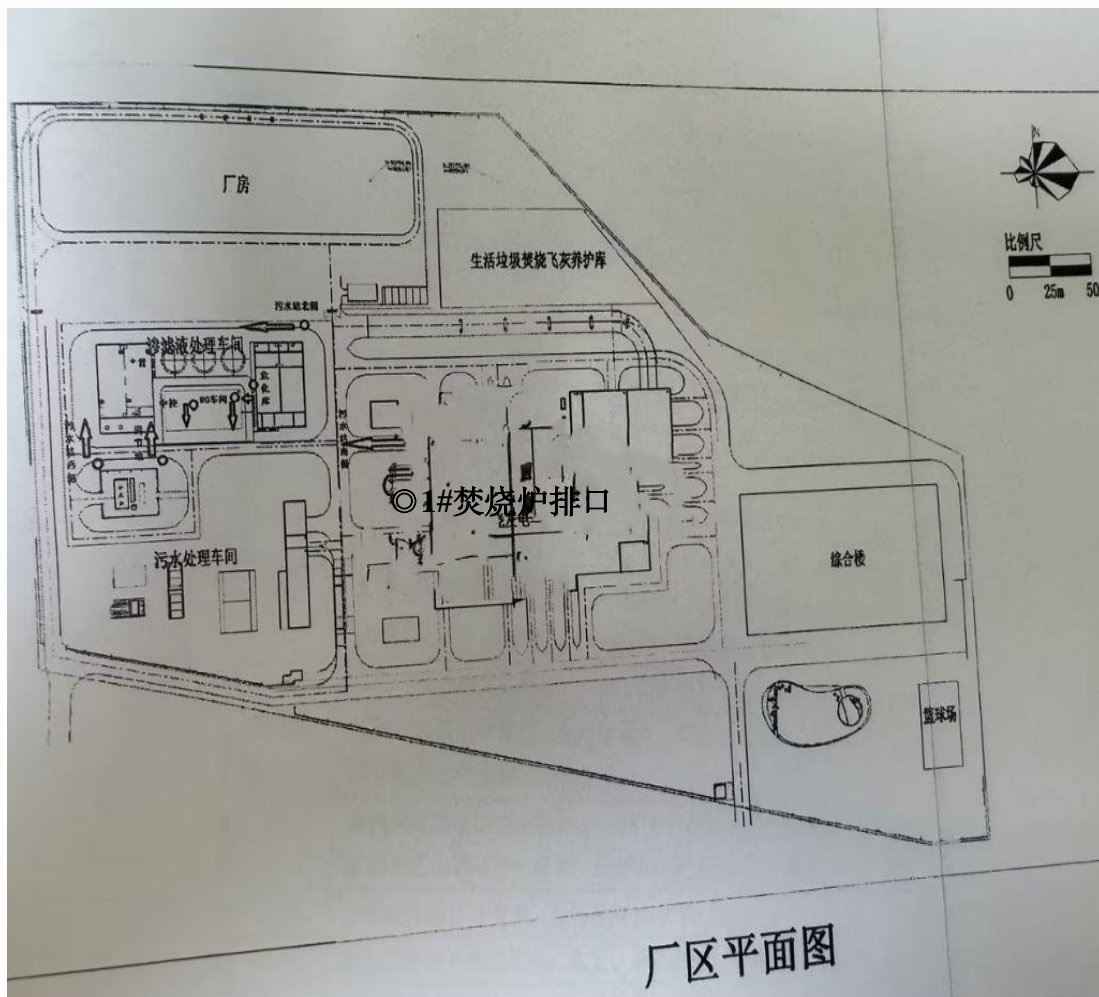 N
厂房
比例尺
0 25m 50
生活垃圾焚烧飞灰养护库
污水站北侧
渗滤液处理车间
RO车间
◎1#焚烧炉排口
污水处理车间
综合楼
篮球场
厂区平面图